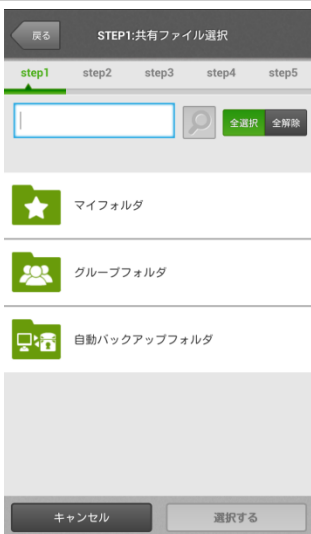 戻る
STEP1:共有ファイル選択
step1 step2 step3 step4 step5
全選択 全解除
マイフォルダ
グループフォルダ
自動バックアップフォルダ
キャンセル 選択する